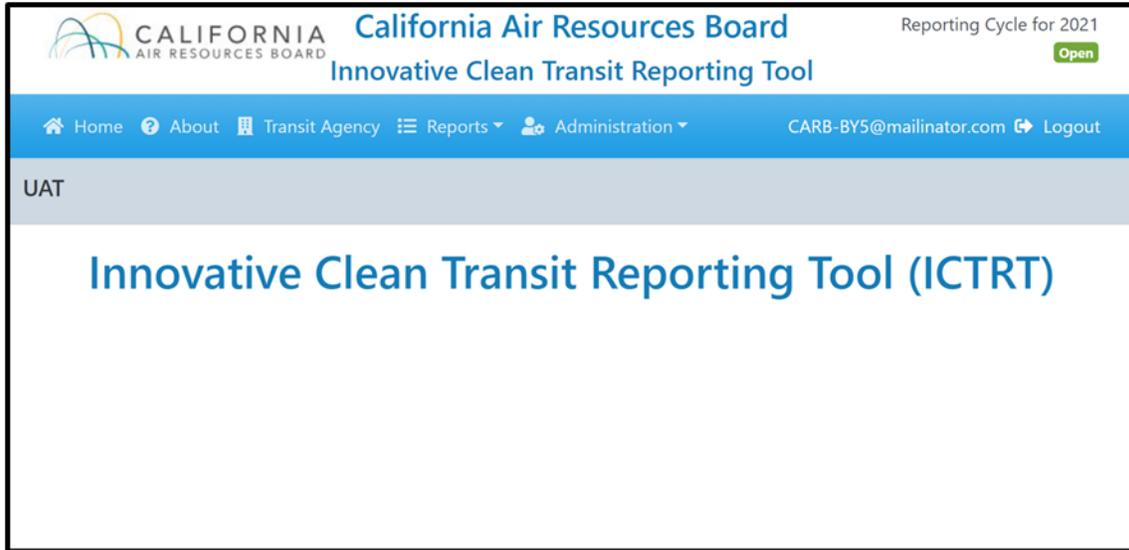 CALIFORNIA
AIR RESOURCES BOARD
California Air Resources Board
Innovative Clean Transit Reporting Tool
Reporting Cycle for 2021
Open
Home About Transit Agency Reports Administration CARB-BY5@mailinator.com Logout
UAT
Innovative Clean Transit Reporting Tool (ICTRT)